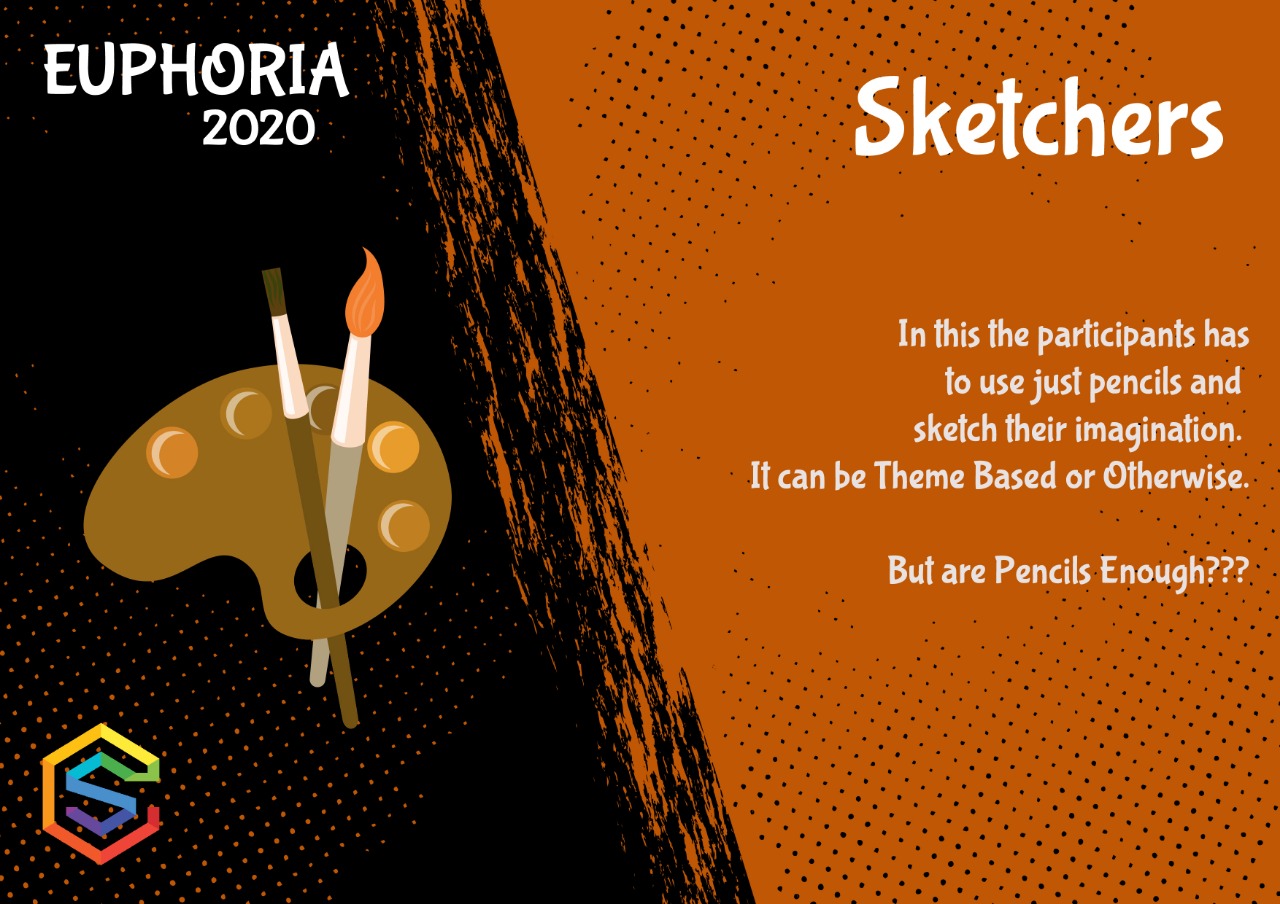 EUPHORIA
2020
Sketchers
In this the participants has
to use just pencils and
sketch their imagination.
It can be Theme Based or Otherwise.
But are Pencils Enough???